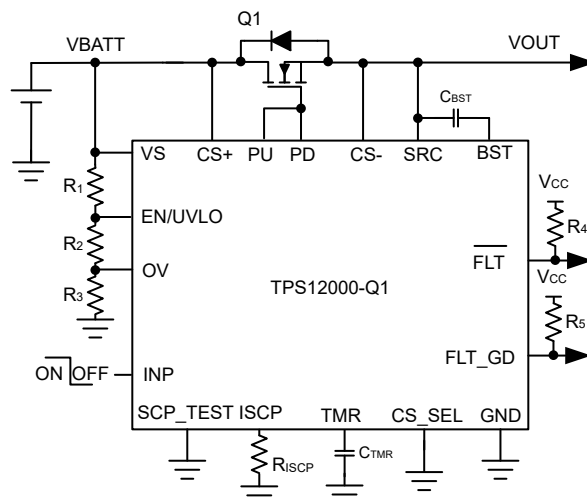 Q1
VBATT
VOUT
CBST
VS
CS+
PU
PD
CS-
SRC
BST
R1
EN/UVLO
R2
OV
R3
VCC
R4
FLT
TPS12000-Q1
VCC
R5
FLT_GD
ON OFF
INP
SCP_TEST
ISCP
TMR
CS_SEL
GND
RISCP
CTMR